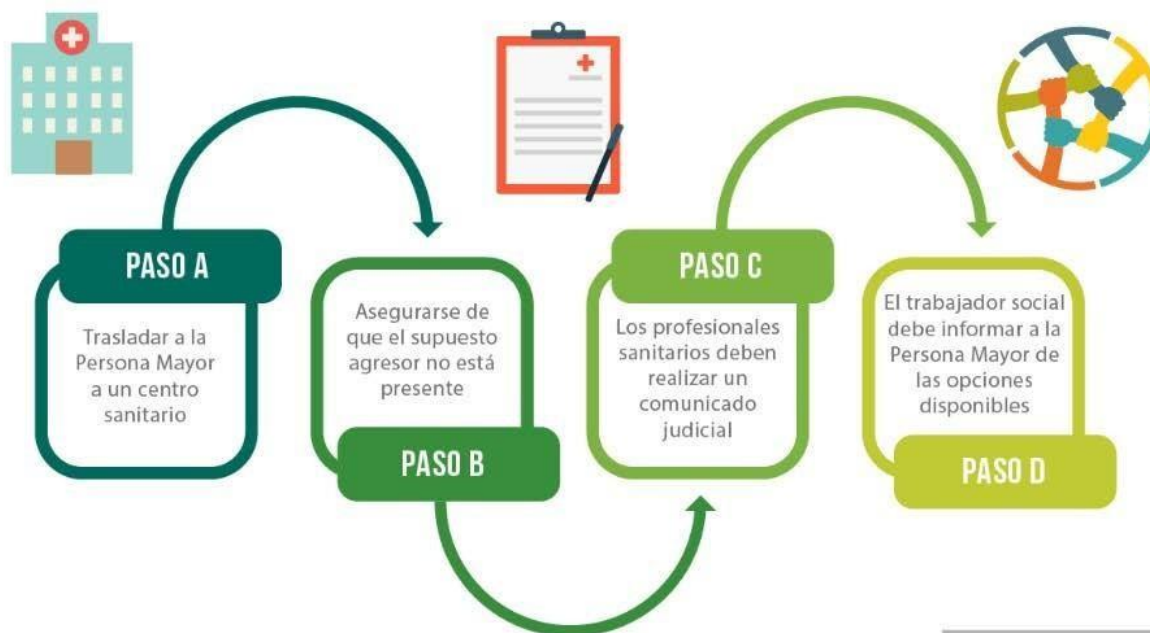 PASO A
Trasladar a la
Persona Mayor
a un centro
sanitario
Asegurarse de
que el supuesto
agresor no está
presente
PASO B
PASO C
Los profesionales
sanitarios deben
realizar un
comunicado
judicial
El trabajador social
debe informar a la
Persona Mayor de
las opciones
disponibles
PASO D